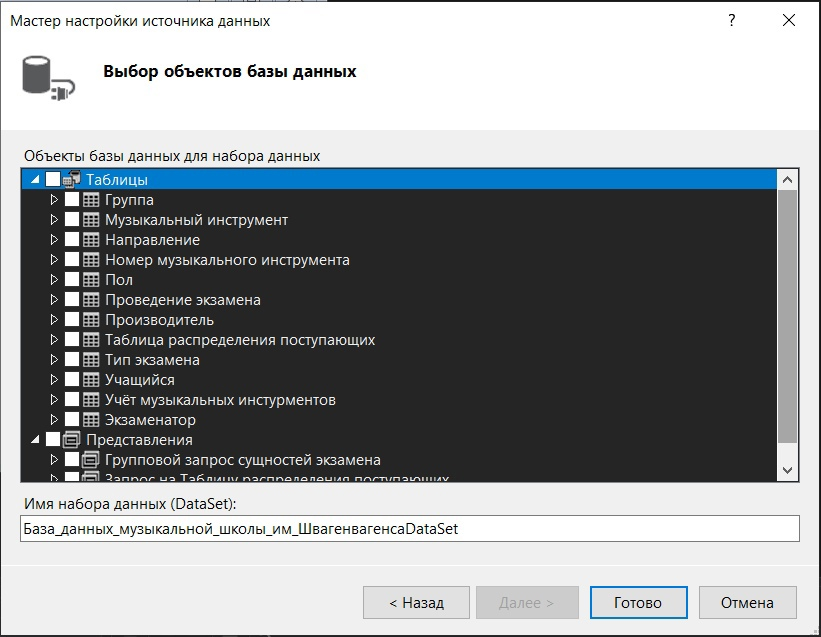 Мастер настройки источника данных
?
Выбор объектов базы данных
Объекты базы данных для набора данных
Таблицы
Группа
Музыкальный инструмент
Направление
Номер музыкального инструмента
Пол
Проведение экзамена
Производитель
Таблица распределения поступающих
Тип экзамена
Учащийся
Учёт музыкальных инстурментов
Экзаменатор
Представления
Групповой запрос сущностей экзамена
Запрос на Таблицу распределения поступающих
Имя набора данных (DataSet):
База_данных_музыкальной_школы_им_ШвагенвагенсаDataSet
< Назад
Далее >
Готово
Отмена